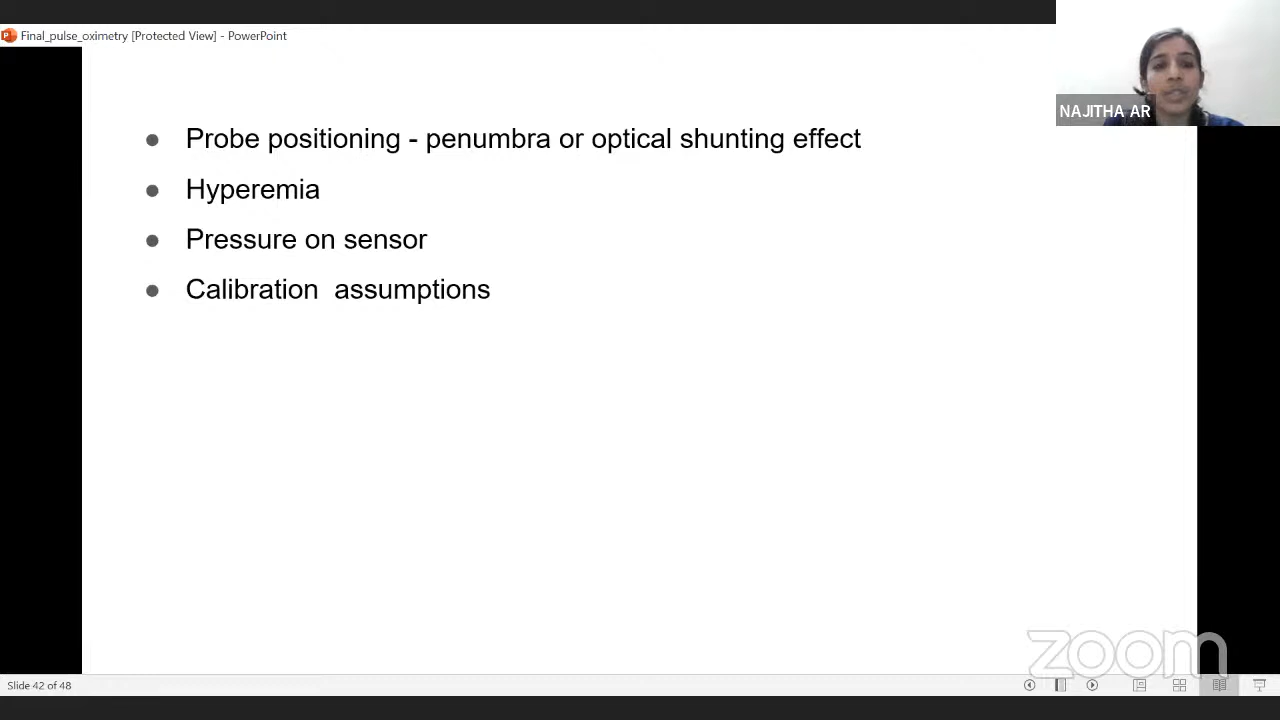 Final_pulse_oximetry [Protected View] - PowerPoint
NAJITHA AR
● Probe positioning - penumbra or optical shunting effect
● Hyperemia
● Pressure on sensor
● Calibration assumptions
zoom
Slide 42 of 48